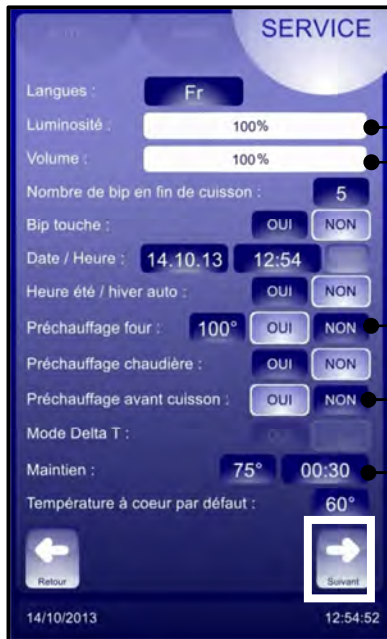 SERVICE
Langues : Fr
Luminosité : 100%
Volume : 100%
Nombre de bip en fin de cuisson : 5
Bip touche : OUI NON
Date / Heure : 14.10.13 12:54
Heure été / hiver auto : OUI NON
Préchauffage four : 100° OUI NON
Préchauffage chaudière : OUI NON
Préchauffage avant cuisson : OUI NON
Mode Delta T :
Maintien : 75° 00:30
Température à coeur par défaut : 60°
Retour Suivant
14/10/2013 12:54:52